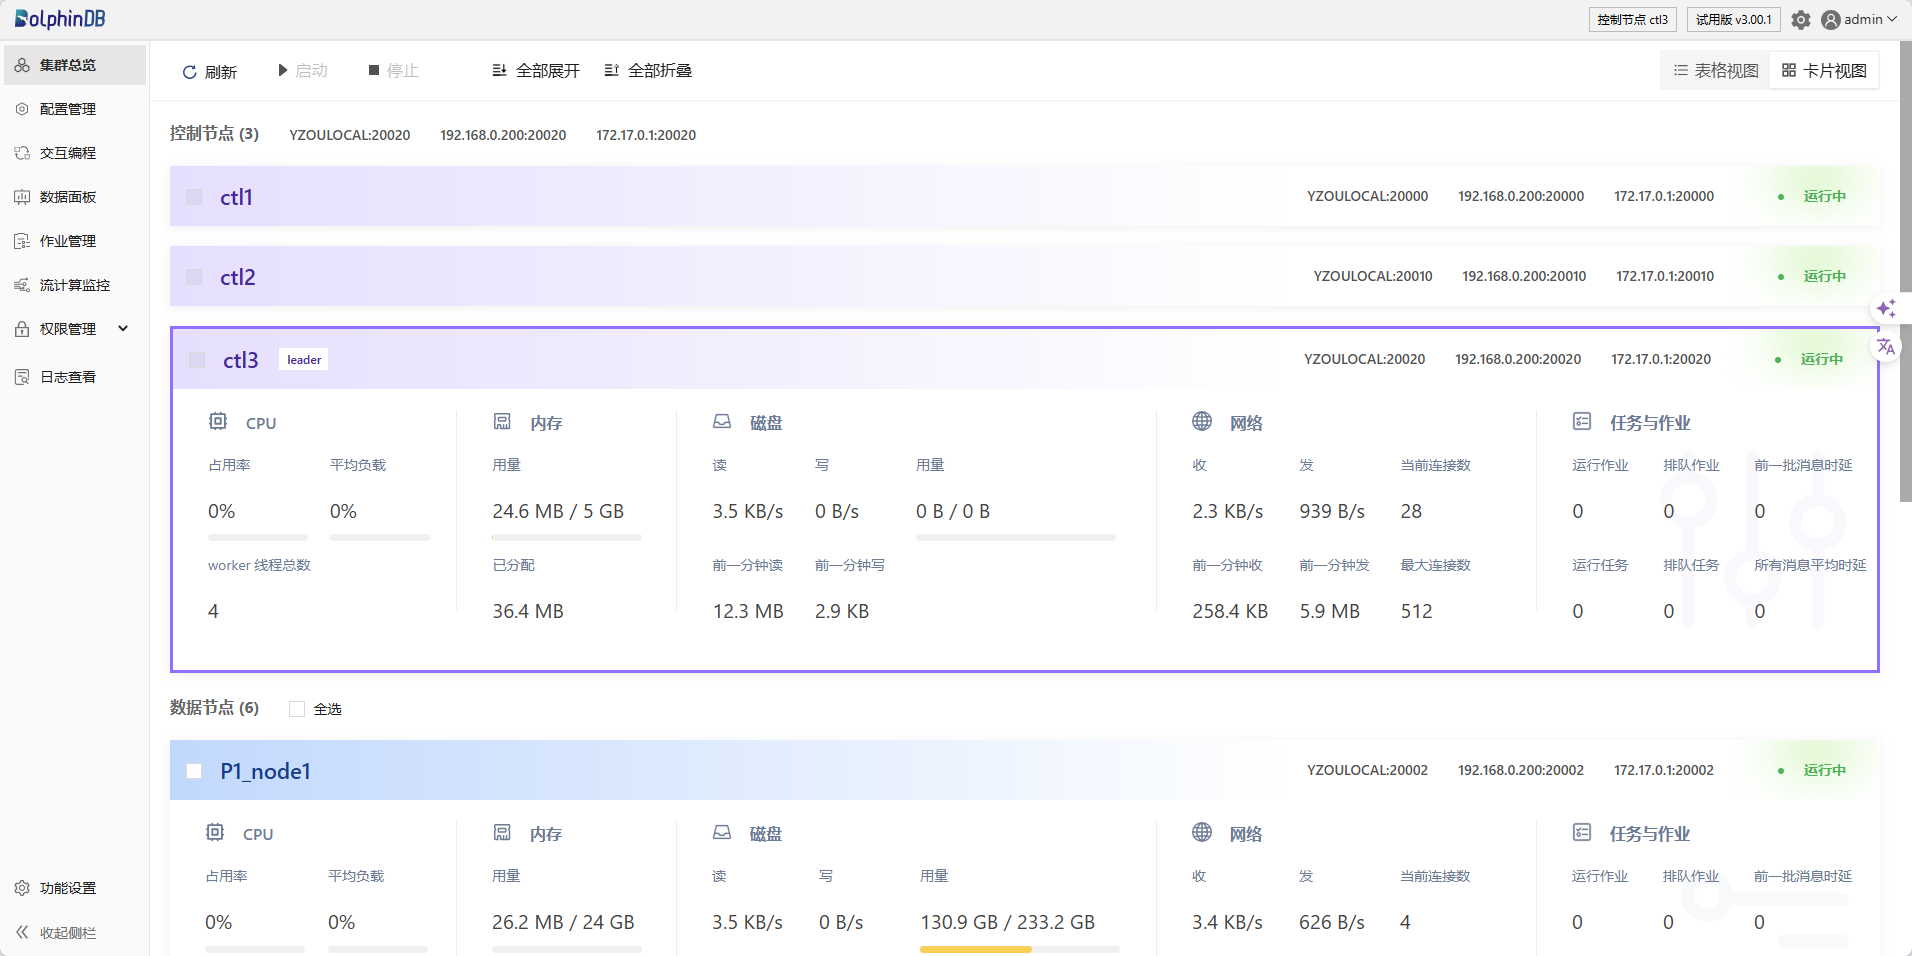 DolphinDB
控制节点 ctl3
试用版 v3.00.1
admin
集群总览
配置管理
交互编程
数据面板
作业管理
流计算监控
权限管理
日志查看
功能设置
收起侧栏
刷新
启动
停止
全部展开
全部折叠
表格视图
卡片视图
控制节点 (3) YZOULOCAL:20020 192.168.0.200:20020 172.17.0.1:20020
ctl1 YZOULOCAL:20000 192.168.0.200:20000 172.17.0.1:20000 运行中
ctl2 YZOULOCAL:20010 192.168.0.200:20010 172.17.0.1:20010 运行中
ctl3 leader YZOULOCAL:20020 192.168.0.200:20020 172.17.0.1:20020 运行中
CPU 内存 磁盘 网络 任务与作业
占用率 平均负载 用量 读 写 用量 收 发 当前连接数 运行作业 排队作业 前一批消息时延
0% 0% 24.6 MB / 5 GB 3.5 KB/s 0 B/s 0 B / 0 B 2.3 KB/s 939 B/s 28 0 0 0
worker 线程总数 已分配 前一分钟读 前一分钟写 前一分钟收 前一分钟发 最大连接数 运行任务 排队任务 所有消息平均时延
4 36.4 MB 12.3 MB 2.9 KB 258.4 KB 5.9 MB 512 0 0 0
数据节点 (6) 全选
P1_node1 YZOULOCAL:20002 192.168.0.200:20002 172.17.0.1:20002 运行中
CPU 内存 磁盘 网络 任务与作业
占用率 平均负载 用量 读 写 用量 收 发 当前连接数 运行作业 排队作业 前一批消息时延
0% 0% 26.2 MB / 24 GB 3.5 KB/s 0 B/s 130.9 GB / 233.2 GB 3.4 KB/s 626 B/s 4 0 0 0